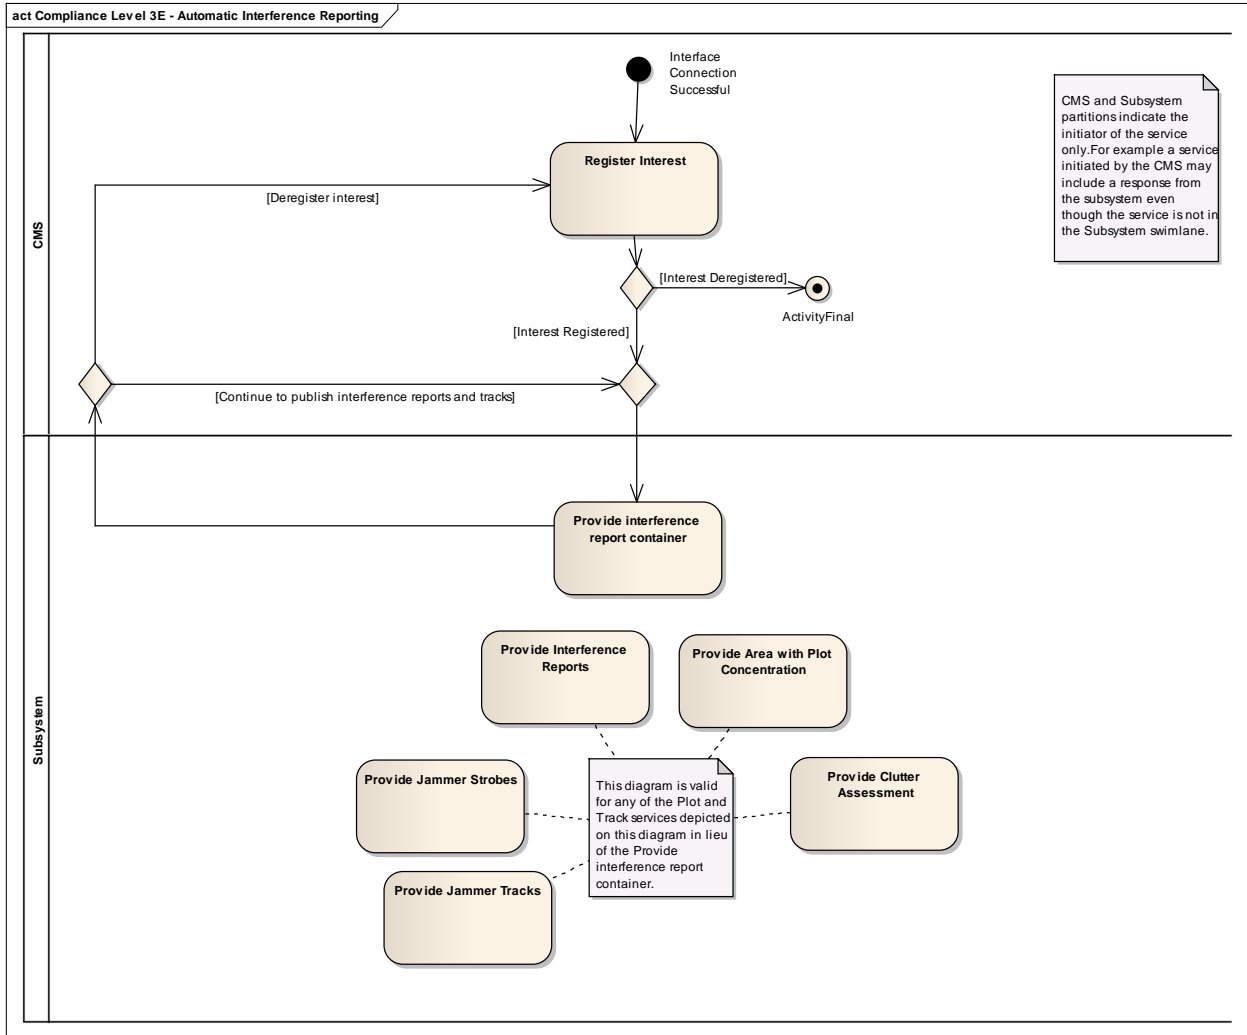 act Compliance Level 3E - Automatic Interference Reporting
Interface
Connection
Successful
CMS and Subsystem
partitions indicate the
initiator of the service
only.For example a service
initiated by the CMS may
include a response from
the subsystem even
though the service is not in
the Subsystem swimlane.
Register Interest
[Deregister interest]
CMS
[Interest Deregistered]
ActivityFinal
[Interest Registered]
[Continue to publish interference reports and tracks]
Provide interference
report container
Subsystem
Provide Interference
Reports
Provide Area with Plot
Concentration
Provide Jammer Strobes
This diagram is valid
for any of the Plot and
Track services depicted
on this diagram in lieu
of the Provide
interference report
container.
Provide Clutter
Assessment
Provide Jammer Tracks